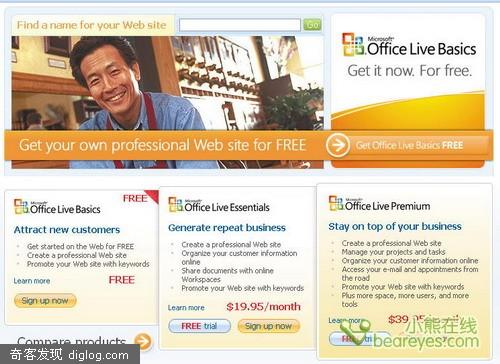 Find a name for your Web site
Go
Microsoft®
Office Live Basics
Get it now. For free.
Get your own professional Web site for FREE
Get Office Live Basics FREE
FREE
Microsoft®
Office Live Basics
Attract new customers
Get started on the Web for FREE
Create a professional Web site
Promote your Web site with keywords
Learn more
FREE
Sign up now
Microsoft®
Office Live Essentials
Generate repeat business
Create a professional Web site
Organize your customer information online
Share documents with online Workspaces
Promote your Web site with keywords
Learn more
$19.95/month
FREE trial
Sign up now
Microsoft®
Office Live Premium
Stay on top of your business
Create a professional Web site
Manage your projects and tasks
Organize your customer information online
Access your e-mail and appointments from the road
Promote your Web site with keywords
Plus more space, more users, and more tools
Learn more
FREE trial
Compare products
小熊在线
beareyes.com
奇客发现 diglog.com